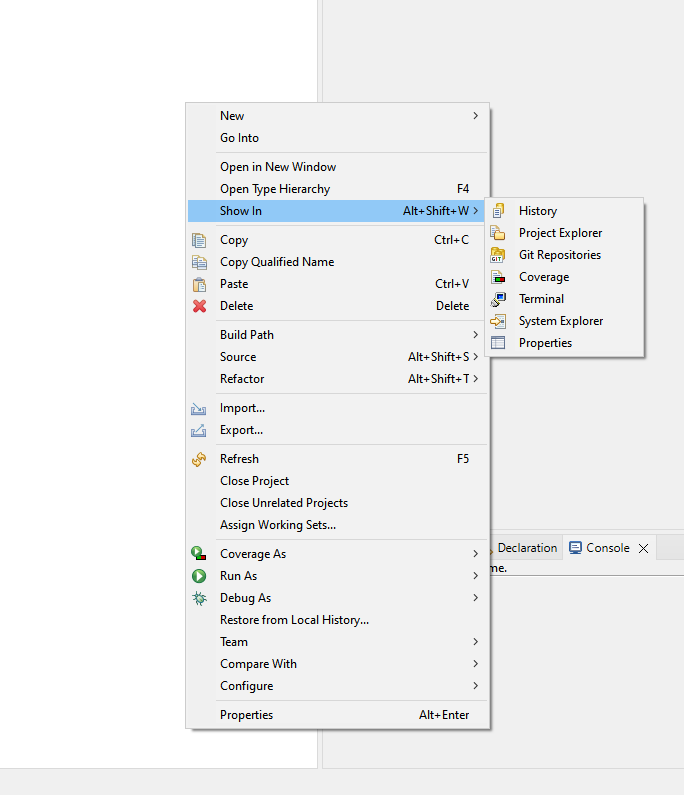 New
Go Into
Open in New Window
Open Type Hierarchy F4
Show In Alt+Shift+W
History
Project Explorer
Git Repositories
Coverage
Terminal
System Explorer
Properties
Copy Ctrl+C
Copy Qualified Name
Paste Ctrl+V
Delete Delete
Build Path
Source Alt+Shift+S
Refactor Alt+Shift+T
Import...
Export...
Refresh F5
Close Project
Close Unrelated Projects
Assign Working Sets...
Coverage As
Run As
Debug As
Restore from Local History...
Team
Compare With
Configure
Properties Alt+Enter
GIT
Declaration Console
me.